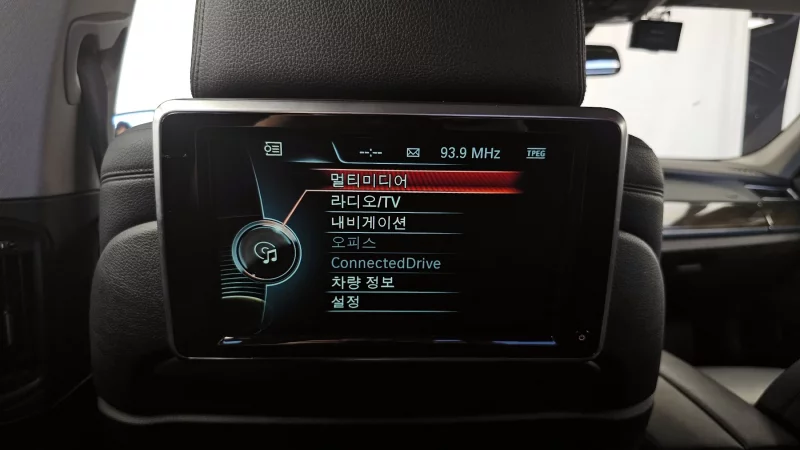 --:-- 93.9 MHz TPEG
멀티미디어
라디오/TV
내비게이션
오피스
ConnectedDrive
차량 정보
설정